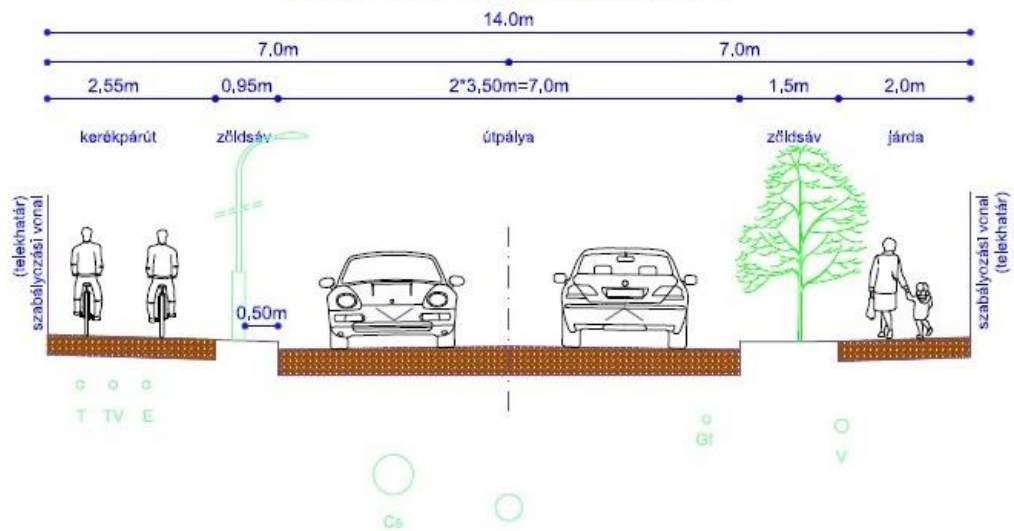 14.0m
7.0m 7.0m
2,55m 0,95m 2*3,50m=7,0m 1,5m 2,0m
kerékpárút zöldsáv útpálya zöldsáv járda
szabályozási vonal
(telekhatár)
szabályozási vonal
(telekhatár)
0,50m
T TV E
Gf
V
Cs